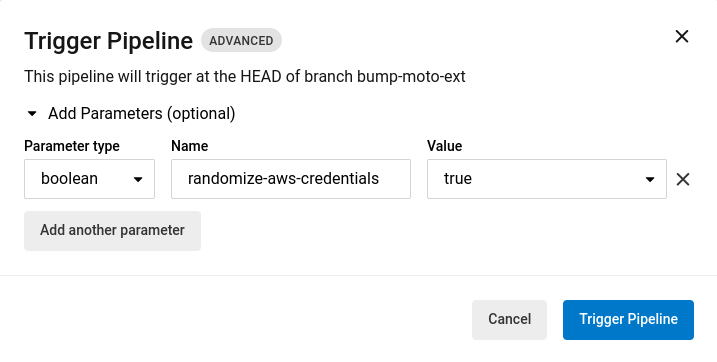 Trigger Pipeline ADVANCED
This pipeline will trigger at the HEAD of branch bump-moto-ext
Add Parameters (optional)
Parameter type Name Value
boolean randomize-aws-credentials true
Add another parameter
Cancel Trigger Pipeline